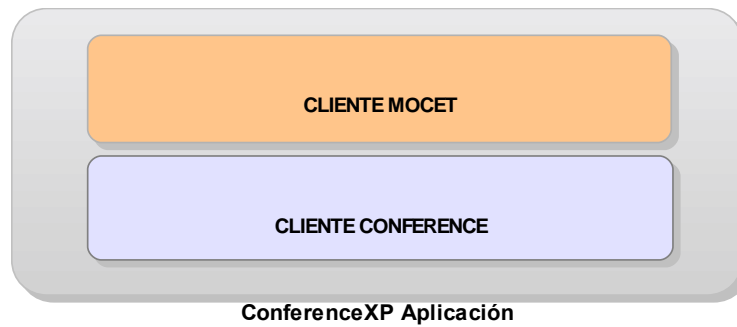 CLIENTE MOCET
CLIENTE CONFERENCE
ConferenceXP Aplicación